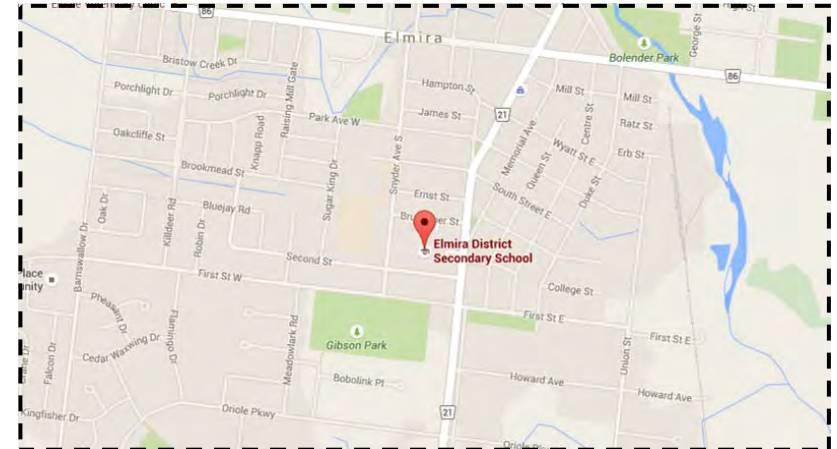 86
High St
Elmira
George St
Bolender Park
Bristow Creek Dr
86
Porchlight Dr
Porchlight Dr
Raising Mill Gate
Hampton St
Mill St
Mill St
James St
21
Park Ave W
Centre St
Ratz St
Oakcliffe St
Knapp Road
Snyder Ave S
Memorial Ave
Wyatt St E
Erb St
Brookmead St
Sugar King Dr
Queen St
Duke St
South Street E
Ernst St
Oak Dr
Killdeer Rd
Bluejay Rd
Robin Dr
Elmira District
Secondary School
Barnswallow Dr
Second St
First St W
College St
Place
Pheasant Dr
Flamingo Dr
First St E
First St E
Union St
Gibson Park
Meadowlark Rd
Cedar Waxwing Dr
Falcon Dr
Bobolink Pl
Howard Ave
Howard Ave
Kingfisher Dr
Oriole Pkwy
21